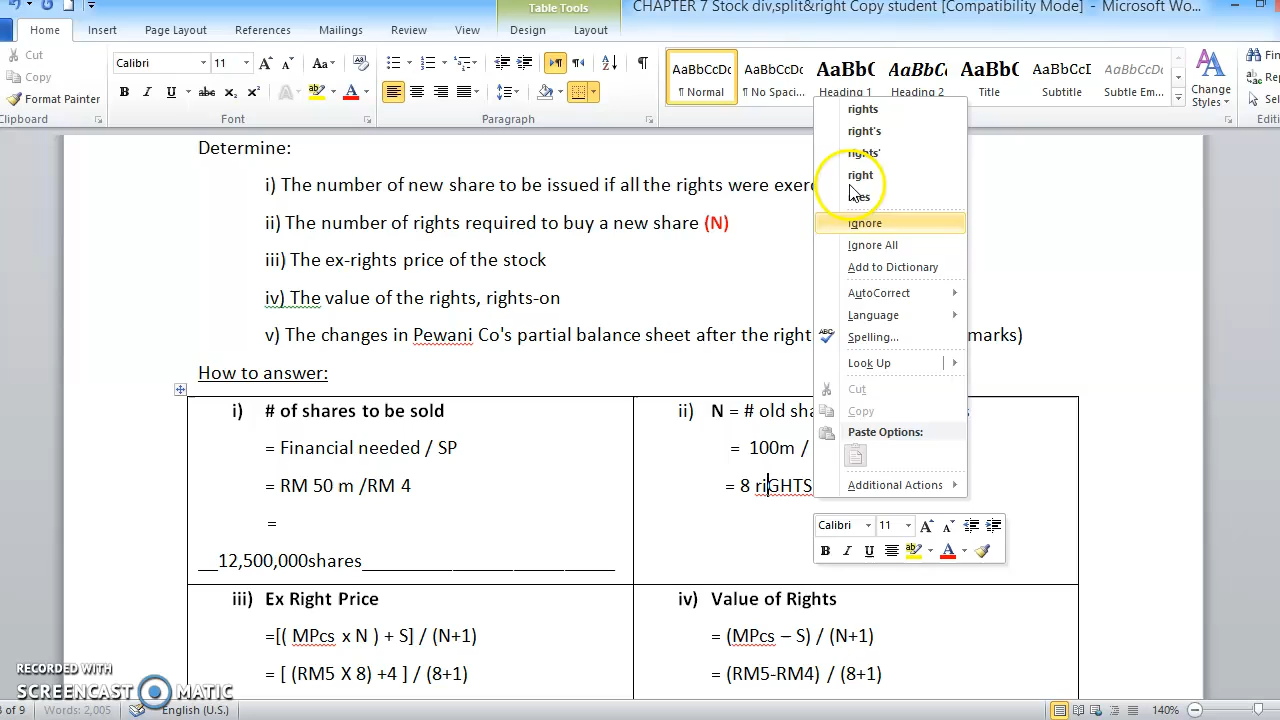 Table Tools
CHAPTER 7 Stock div,split&right Copy student [Compatibility Mode] - Microsoft Wo...
Home Insert Page Layout References Mailings Review View Design Layout
Cut
Copy
Format Painter
Clipboard
Calibri 11
Font
Paragraph
AaBbCcDc AaBbCcDc AaBbC AaBbCc AaBbC AaBbCcI AaBbCcDc
¶ Normal ¶ No Spaci... Heading 1 Heading 2 Title Subtitle Subtle Em...
Change Styles
Determine:
i) The number of new share to be issued if all the rights were
ii) The number of rights required to buy a new share (N)
iii) The ex-rights price of the stock
iv) The value of the rights, rights-on
v) The changes in Pewani Co's partial balance sheet after the right marks)
How to answer:
i) # of shares to be sold
= Financial needed / SP
= RM 50 m /RM 4
=
__12,500,000shares____________________________
ii) N = # old
= 100m /
= 8 riGHTS
iii) Ex Right Price
=[( MPcs x N ) + S] / (N+1)
= [ (RM5 X 8) +4 ] / (8+1)
iv) Value of Rights
= (MPcs – S) / (N+1)
= (RM5-RM4) / (8+1)
rights
right's
rights'
right
Ignore
Ignore All
Add to Dictionary
AutoCorrect
Language
Spelling...
Look Up
Cut
Copy
Paste Options:
Additional Actions
Calibri 11
RECORDED WITH
SCREENCAST MATIC
of 9 Words: 2,005 English (U.S.) 140%